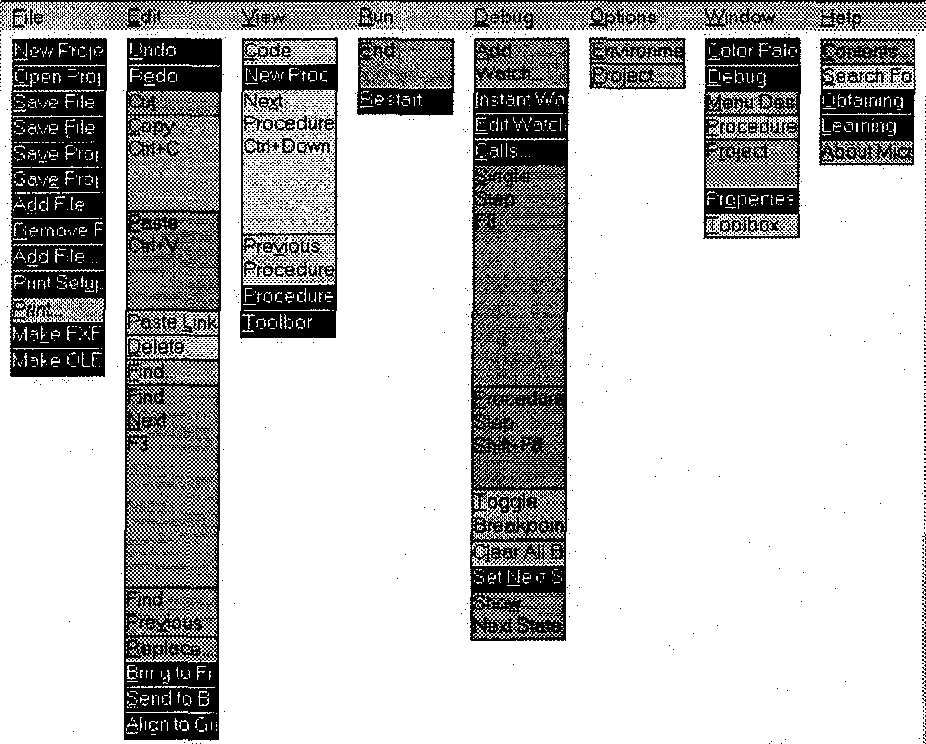 File Edit View Run Debug Options Window Help
New Proje
Open Proj
Save File
Save File
Save Proj
Save Proj
Add File
Remove F
Add File...
Print Setup
Print...
Make EXE
Make OLE
Undo
Redo
Cut
Copy
Ctrl+C
Paste
Ctrl+V
Paste Link
Delete
Find
Find
Next
F3
Find
Previous
Replace
Bring to Fr
Send to B
Align to Gri
Code
New Proc
Next
Procedure
Ctrl+Down
Previous
Procedure
Procedure
Toolbar
End
Restart
Add
Watch
Instant Wa
Edit Watch
Calls...
Single
Step
F8
Procedure
Step
Shift+F8
Toggle
Breakpoin
Clear All B
Set Next S
Show
Next State
Environme
Project
Color Pale
Debug
Menu Des
Procedure
Project
Properties
Toolbox
Contents
Search Fo
Obtaining
Learning
About Micr